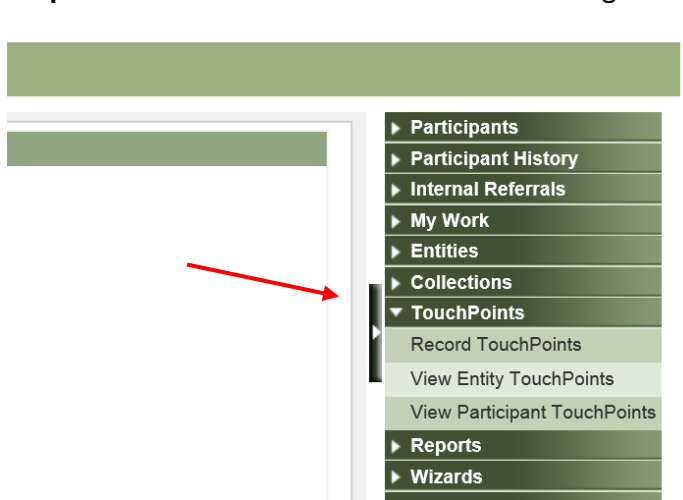 Participants
Participant History
Internal Referrals
My Work
Entities
Collections
TouchPoints
Record TouchPoints
View Entity TouchPoints
View Participant TouchPoints
Reports
Wizards